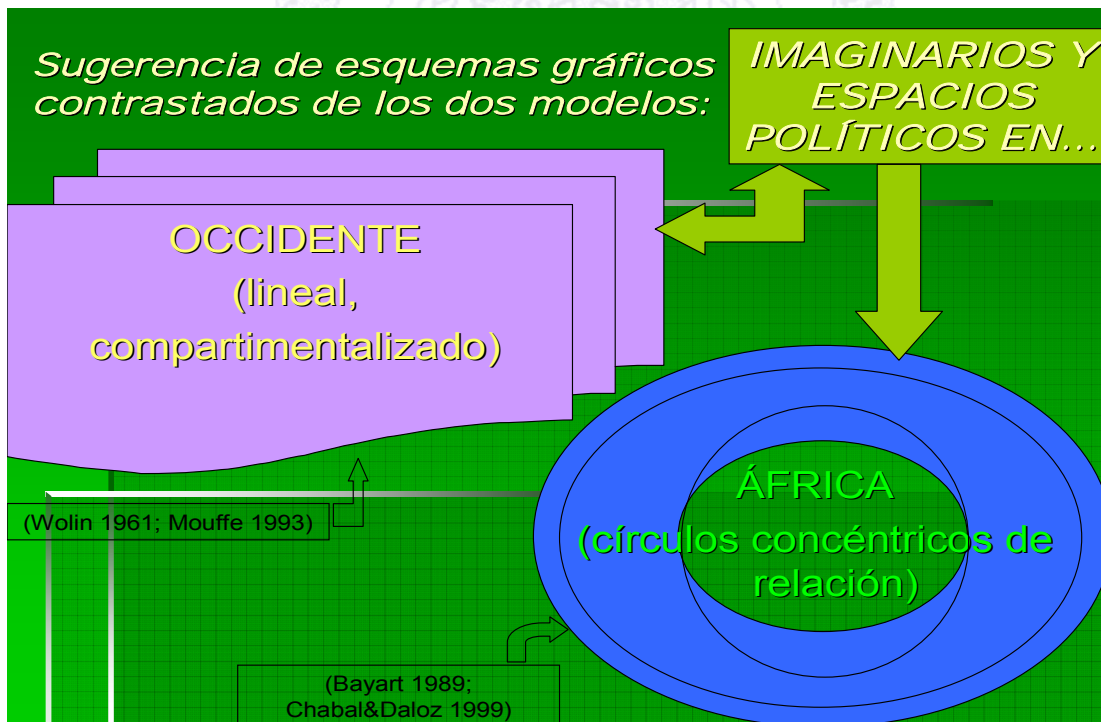 Sugerencia de esquemas gráficos
contrastados de los dos modelos:
IMAGINARIOS Y
ESPACIOS
POLÍTICOS EN...
OCCIDENTE
(lineal,
compartimentalizado)
(Wolin 1961; Mouffe 1993)
ÁFRICA
(círculos concéntricos de
relación)
(Bayart 1989;
Chabal&Daloz 1999)